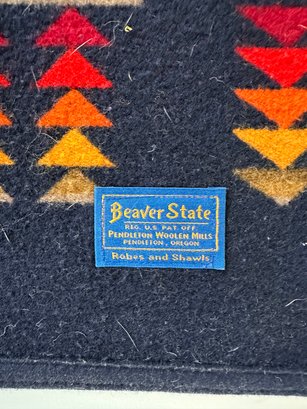 Beaver State
REG. U.S. PAT. OFF.
PENDLETON WOOLEN MILLS
PENDLETON, OREGON
Robes and Shawls